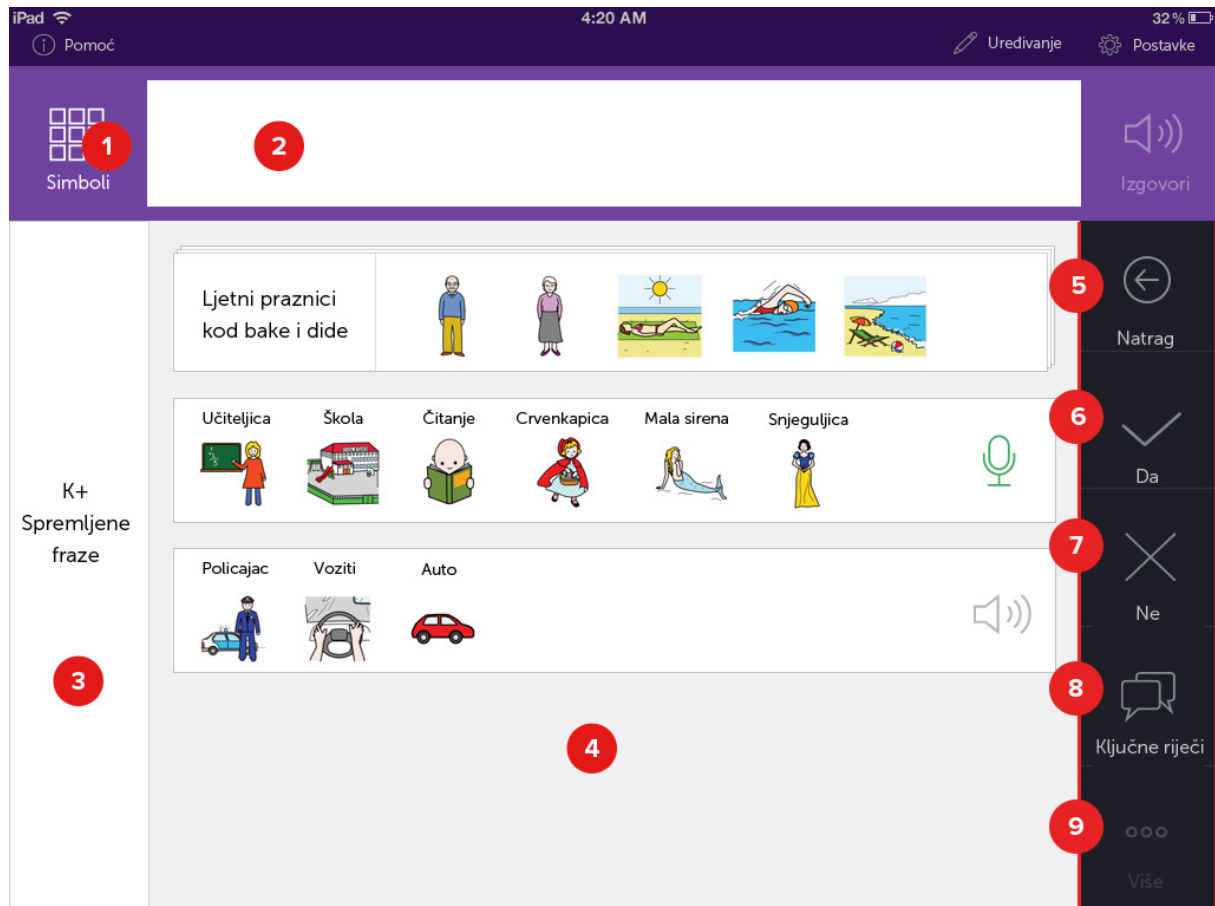 iPad 4:20 AM 32%
Pomoć Uredivanje Postavke
1 2
Simboli Izgovori
Ljetni praznici
kod bake i dide
5
Natrag
Učiteljica Škola Čitanje Crvenkapica Mala sirena Snjeguljica
6
Da
K+
Spremljene
fraze
7
Policajac Voziti Auto
Ne
3
8
4
Ključne riječi
9
Više